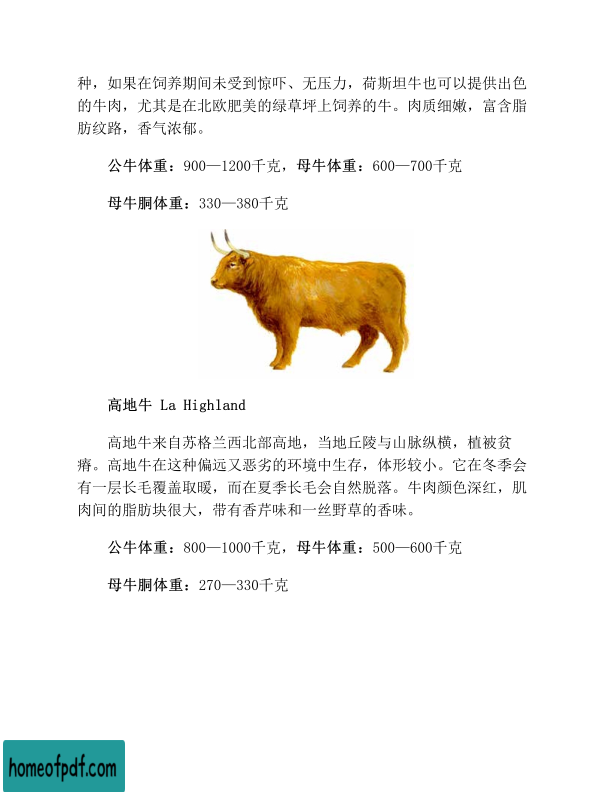 种，如果在饲养期间未受到惊吓、无压力，荷斯坦牛也可以提供出色
的牛肉，尤其是在北欧肥美的绿草坪上饲养的牛。肉质细嫩，富含脂
肪纹路，香气浓郁。
公牛体重：900—1200千克，母牛体重：600—700千克
母牛胴体重：330—380千克
高地牛 La Highland
高地牛来自苏格兰西北部高地，当地丘陵与山脉纵横，植被贫
瘠。高地牛在这种偏远又恶劣的环境中生存，体形较小。它在冬季会
有一层长毛覆盖取暖，而在夏季长毛会自然脱落。牛肉颜色深红，肌
肉间的脂肪块很大，带有香芹味和一丝野草的香味。
公牛体重：800—1000千克，母牛体重：500—600千克
母牛胴体重：270—330千克
homeofpdf.com